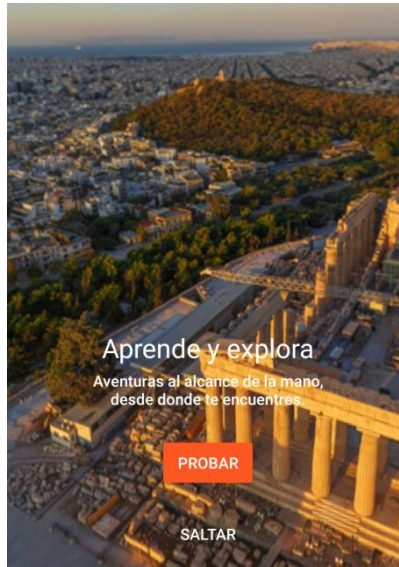 Aprende y explora
Aventuras al alcance de la mano,
desde donde te encuentres.
PROBAR
SALTAR